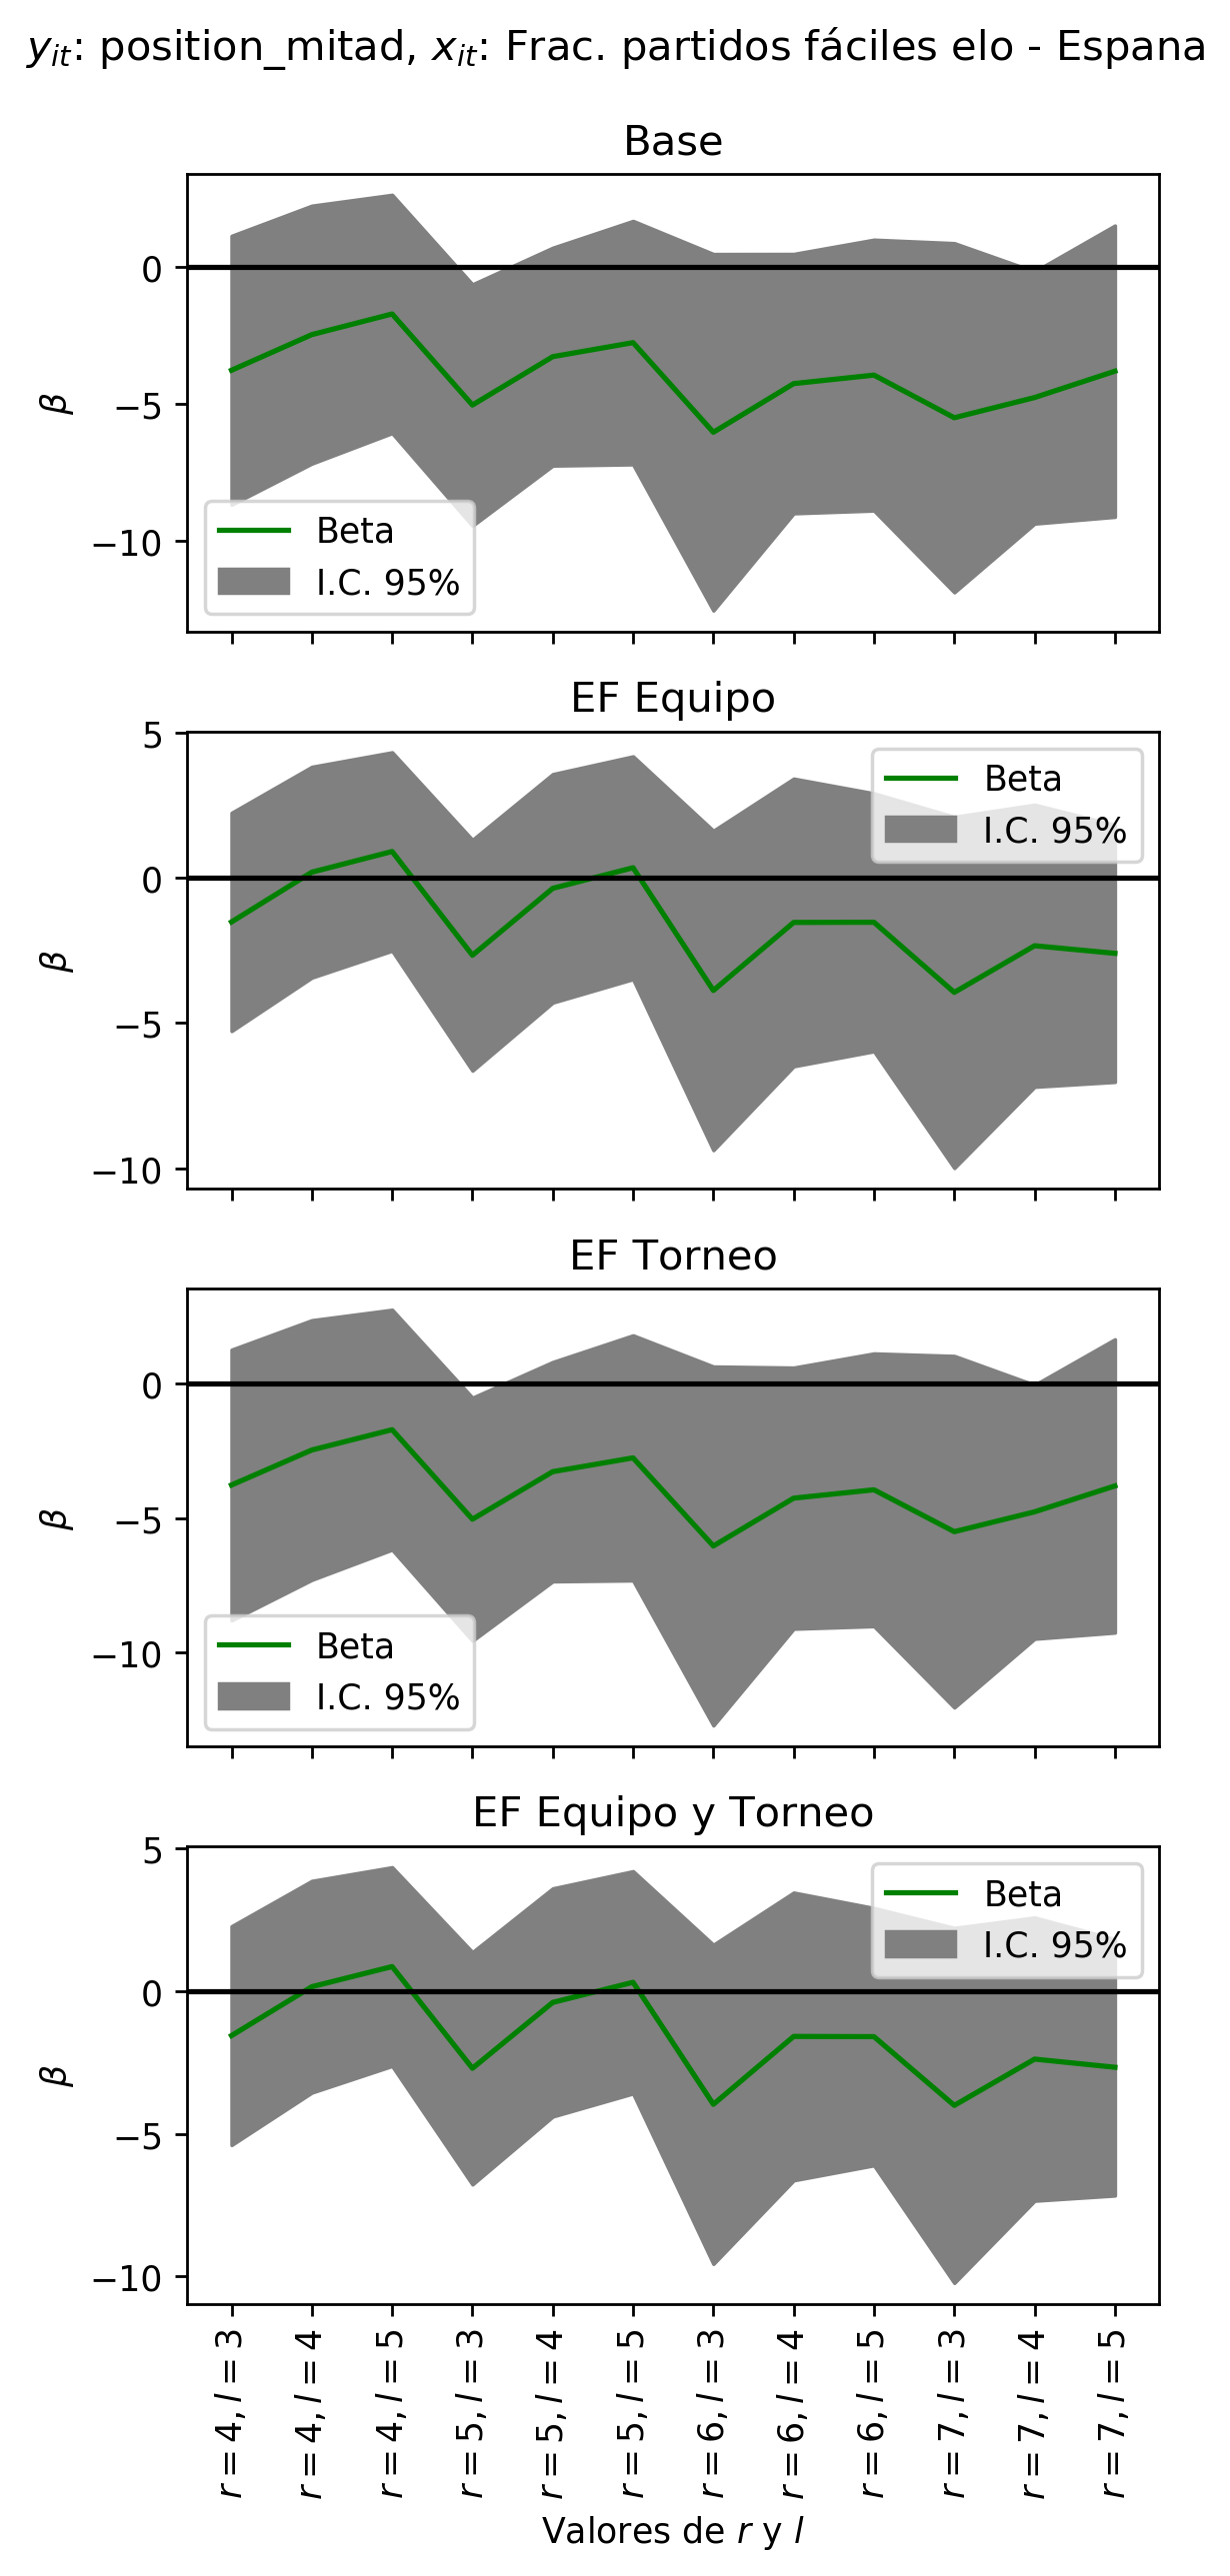 y_it: position_mitad, x_it: Frac. partidos fáciles elo - Espana
Base
0
−5
−10
β
Beta
I.C. 95%
EF Equipo
5
0
−5
−10
β
Beta
I.C. 95%
EF Torneo
0
−5
−10
β
Beta
I.C. 95%
EF Equipo y Torneo
5
0
−5
−10
β
Beta
I.C. 95%
r = 4, l = 3
r = 4, l = 4
r = 4, l = 5
r = 5, l = 3
r = 5, l = 4
r = 5, l = 5
r = 6, l = 3
r = 6, l = 4
r = 6, l = 5
r = 7, l = 3
r = 7, l = 4
r = 7, l = 5
Valores de r y l